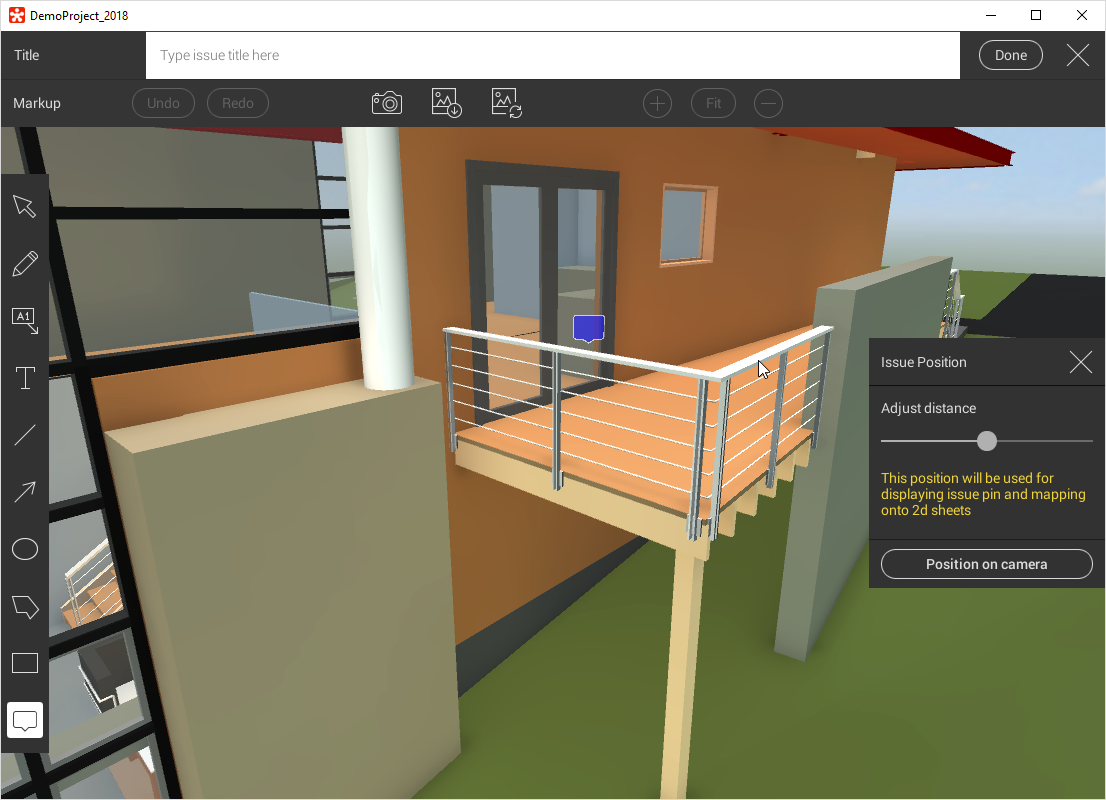 DemoProject_2018
Title
Type issue title here
Done
Markup
Undo
Redo
Fit
A1
T
Issue Position
Adjust distance
This position will be used for
displaying issue pin and mapping
onto 2d sheets
Position on camera